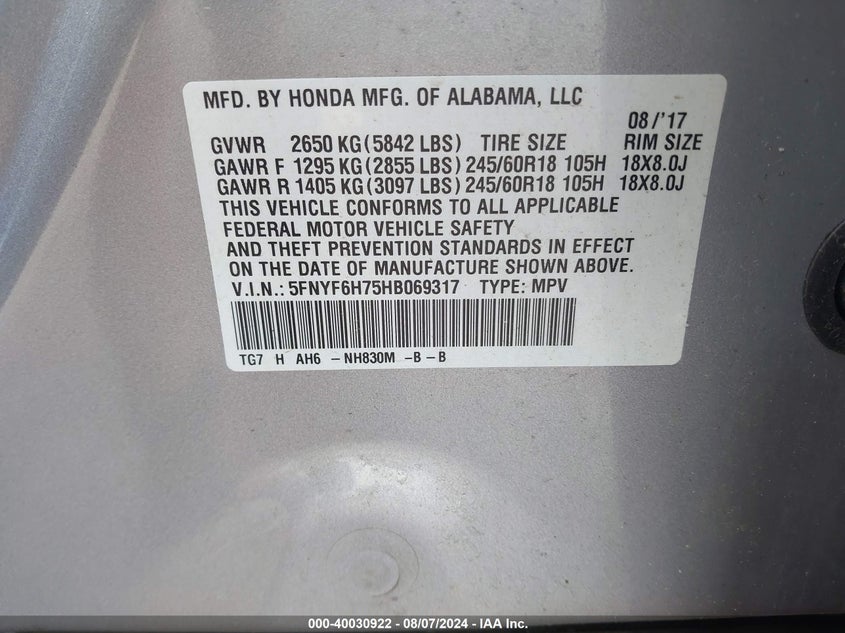 MFD. BY HONDA MFG. OF ALABAMA, LLC
08/'17
GVWR 2650 KG(5842 LBS) TIRE SIZE RIM SIZE
GAWR F 1295 KG(2855 LBS) 245/60R18 105H 18X8.0J
GAWR R 1405 KG(3097 LBS) 245/60R18 105H 18X8.0J
THIS VEHICLE CONFORMS TO ALL APPLICABLE
FEDERAL MOTOR VEHICLE SAFETY
AND THEFT PREVENTION STANDARDS IN EFFECT
ON THE DATE OF MANUFACTURE SHOWN ABOVE.
V.I.N.: 5FNYF6H75HB069317 TYPE: MPV
TG7 H AH6 -NH830M -B-B
000-40030922 - 08/07/2024 - IAA Inc.